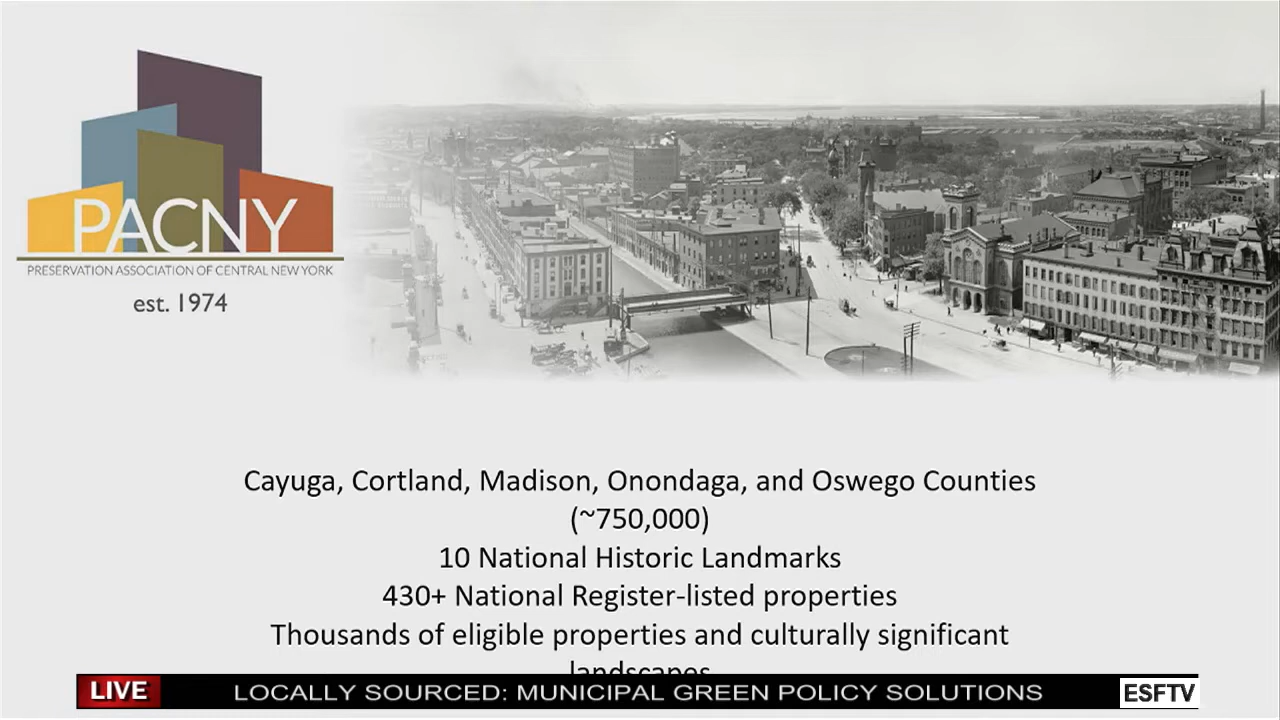 PACNY
PRESERVATION ASSOCIATION OF CENTRAL NEW YORK
est. 1974
Cayuga, Cortland, Madison, Onondaga, and Oswego Counties
(~750,000)
10 National Historic Landmarks
430+ National Register-listed properties
Thousands of eligible properties and culturally significant
landscapes
LIVE
LOCALLY SOURCED: MUNICIPAL GREEN POLICY SOLUTIONS
ESFTV